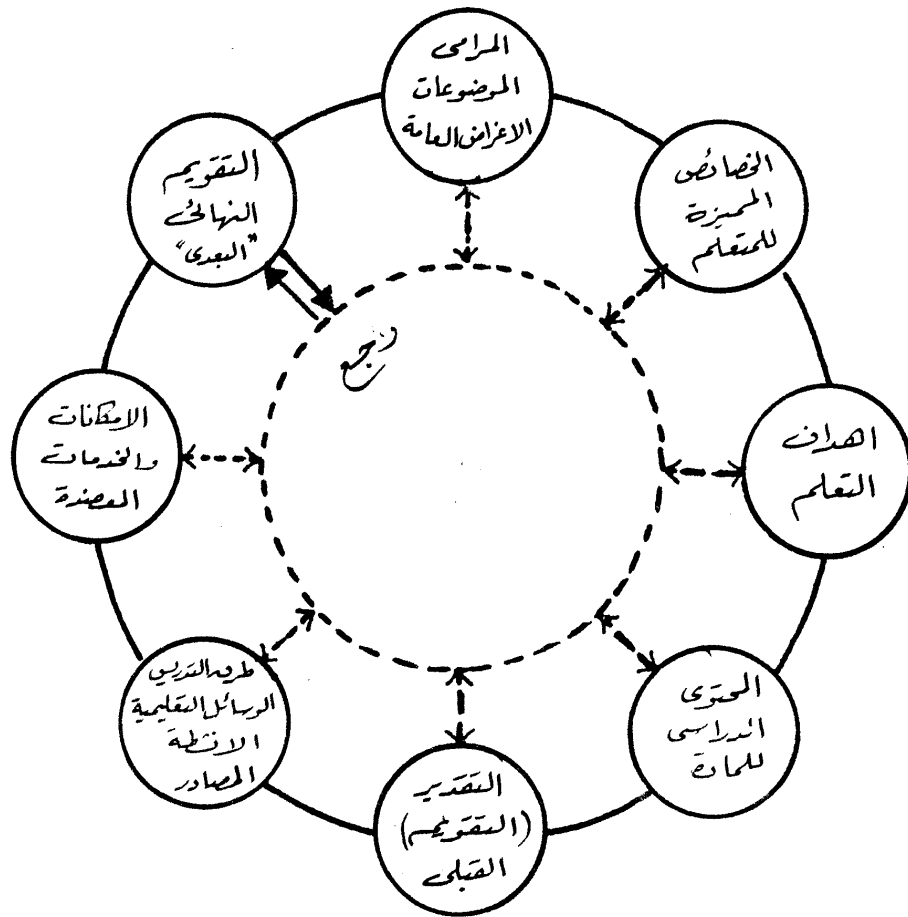 المرامى
الموضوعات
الاغراض العامة
الخصائص
المميزة
للمتعلم
اهداف
التعلم
المحتوى
الدراسى
للمادة
التقدير
(التقويم)
القبلى
طرق التدريس
الوسائل التعليمية
الانشطة
المصادر
الامكانات
والخدمات
المعضدة
التقويم
النهائى
"البعدى"
رجع